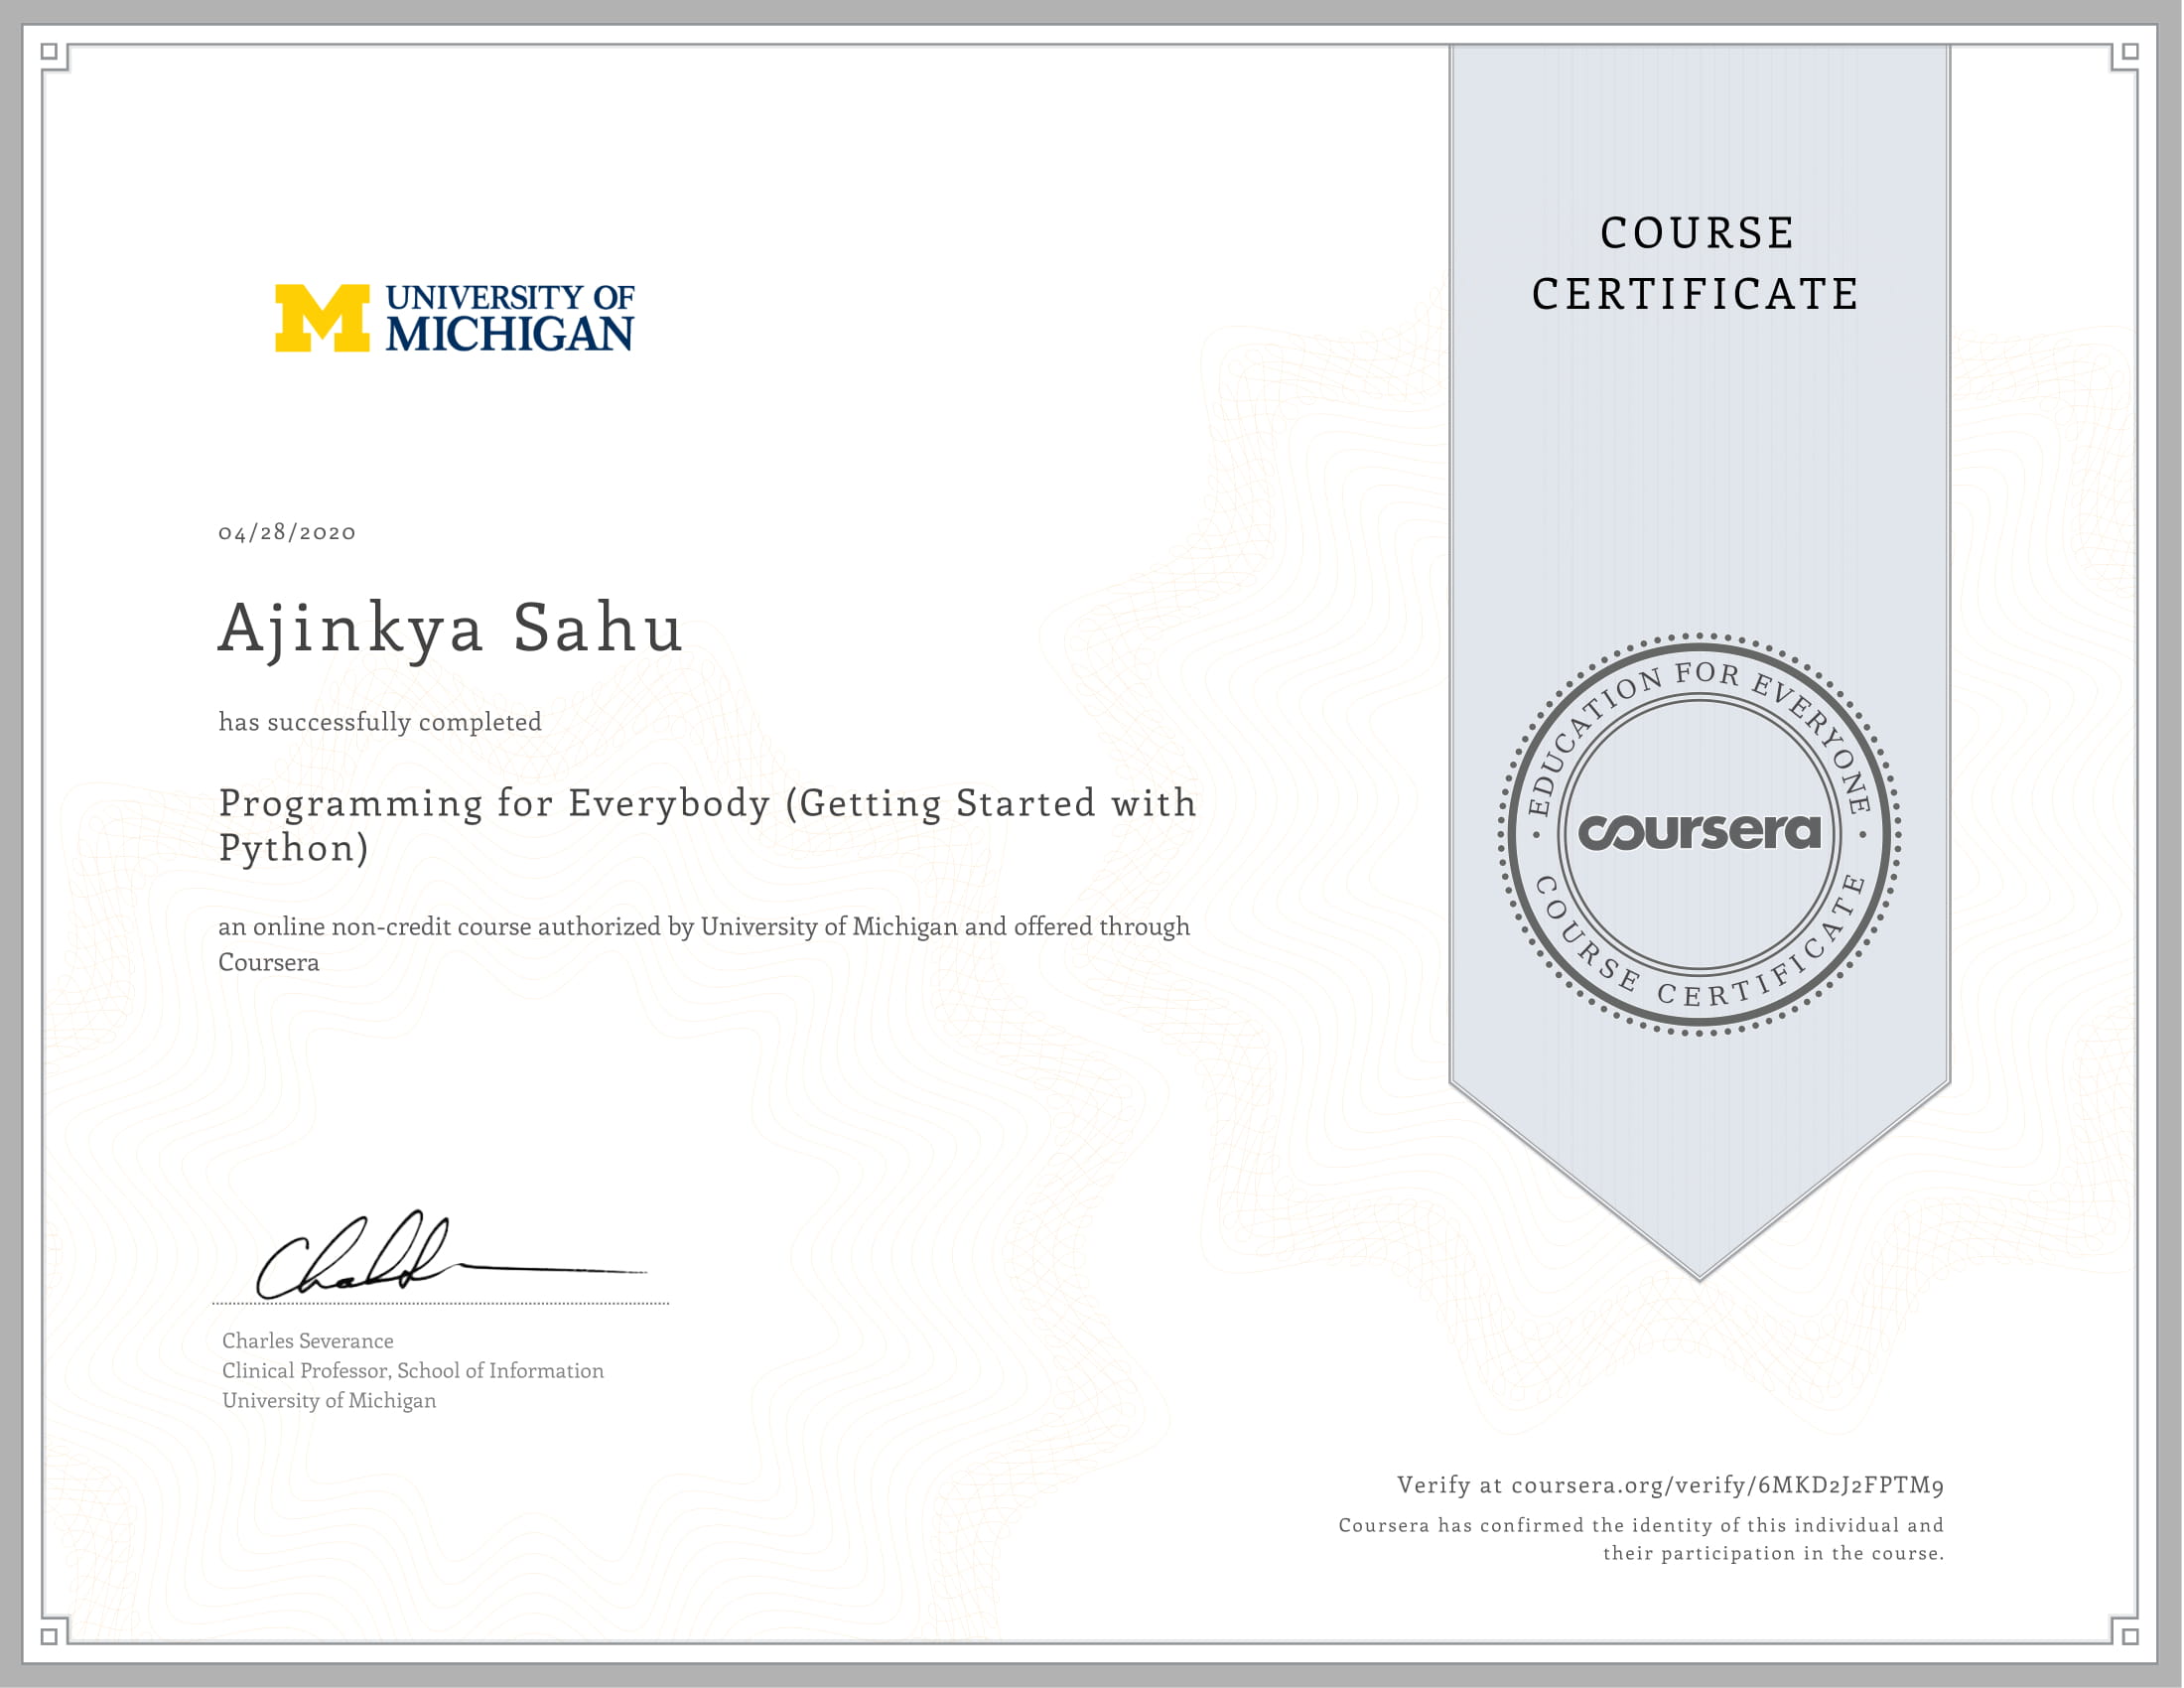 UNIVERSITY OF
MICHIGAN
COURSE
CERTIFICATE
04/28/2020
Ajinkya Sahu
has successfully completed
Programming for Everybody (Getting Started with
Python)
an online non-credit course authorized by University of Michigan and offered through
Coursera
EDUCATION FOR EVERYONE
coursera
COURSE CERTIFICATE
Charles Severance
Clinical Professor, School of Information
University of Michigan
Verify at coursera.org/verify/6MKD2J2FPTM9
Coursera has confirmed the identity of this individual and
their participation in the course.